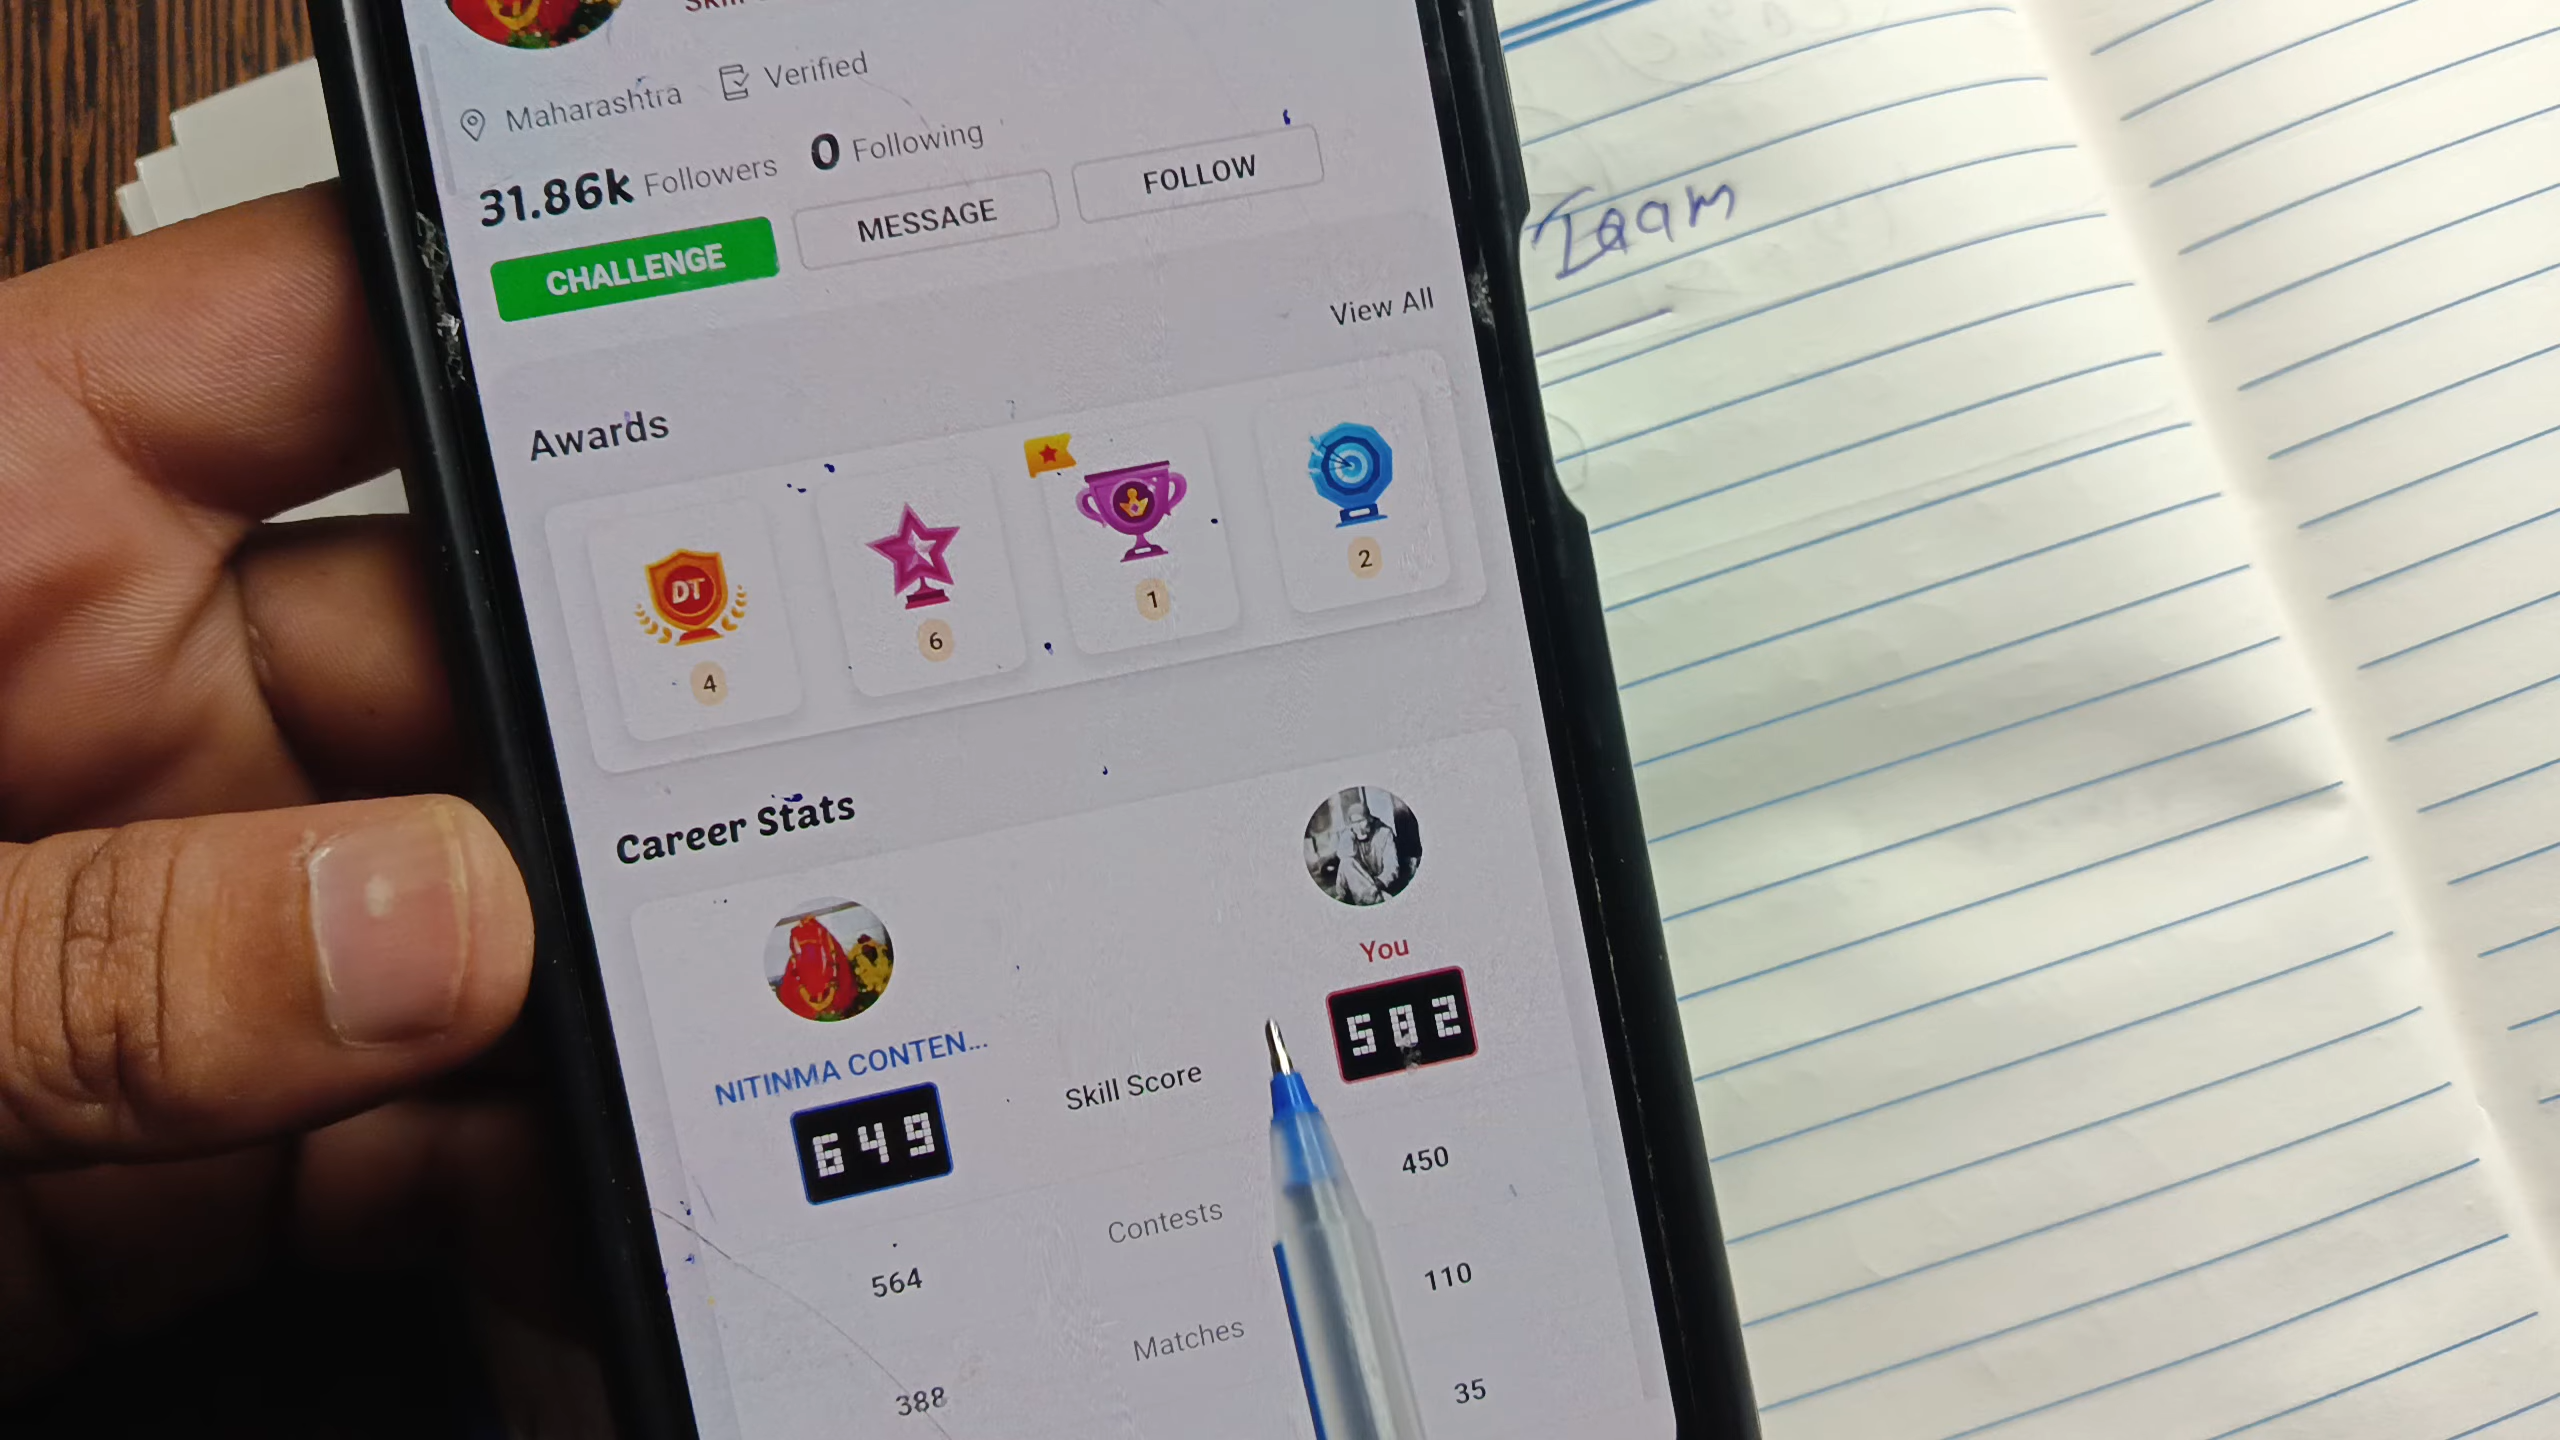 Maharashtra Verified
31.86k Followers 0 Following
CHALLENGE MESSAGE FOLLOW
View All
Awards
DT
4 6 1 2
Career Stats
You
NITINMA CONTEN...
649 Skill Score 502
564 Contests 450
388 Matches 110
35
Team